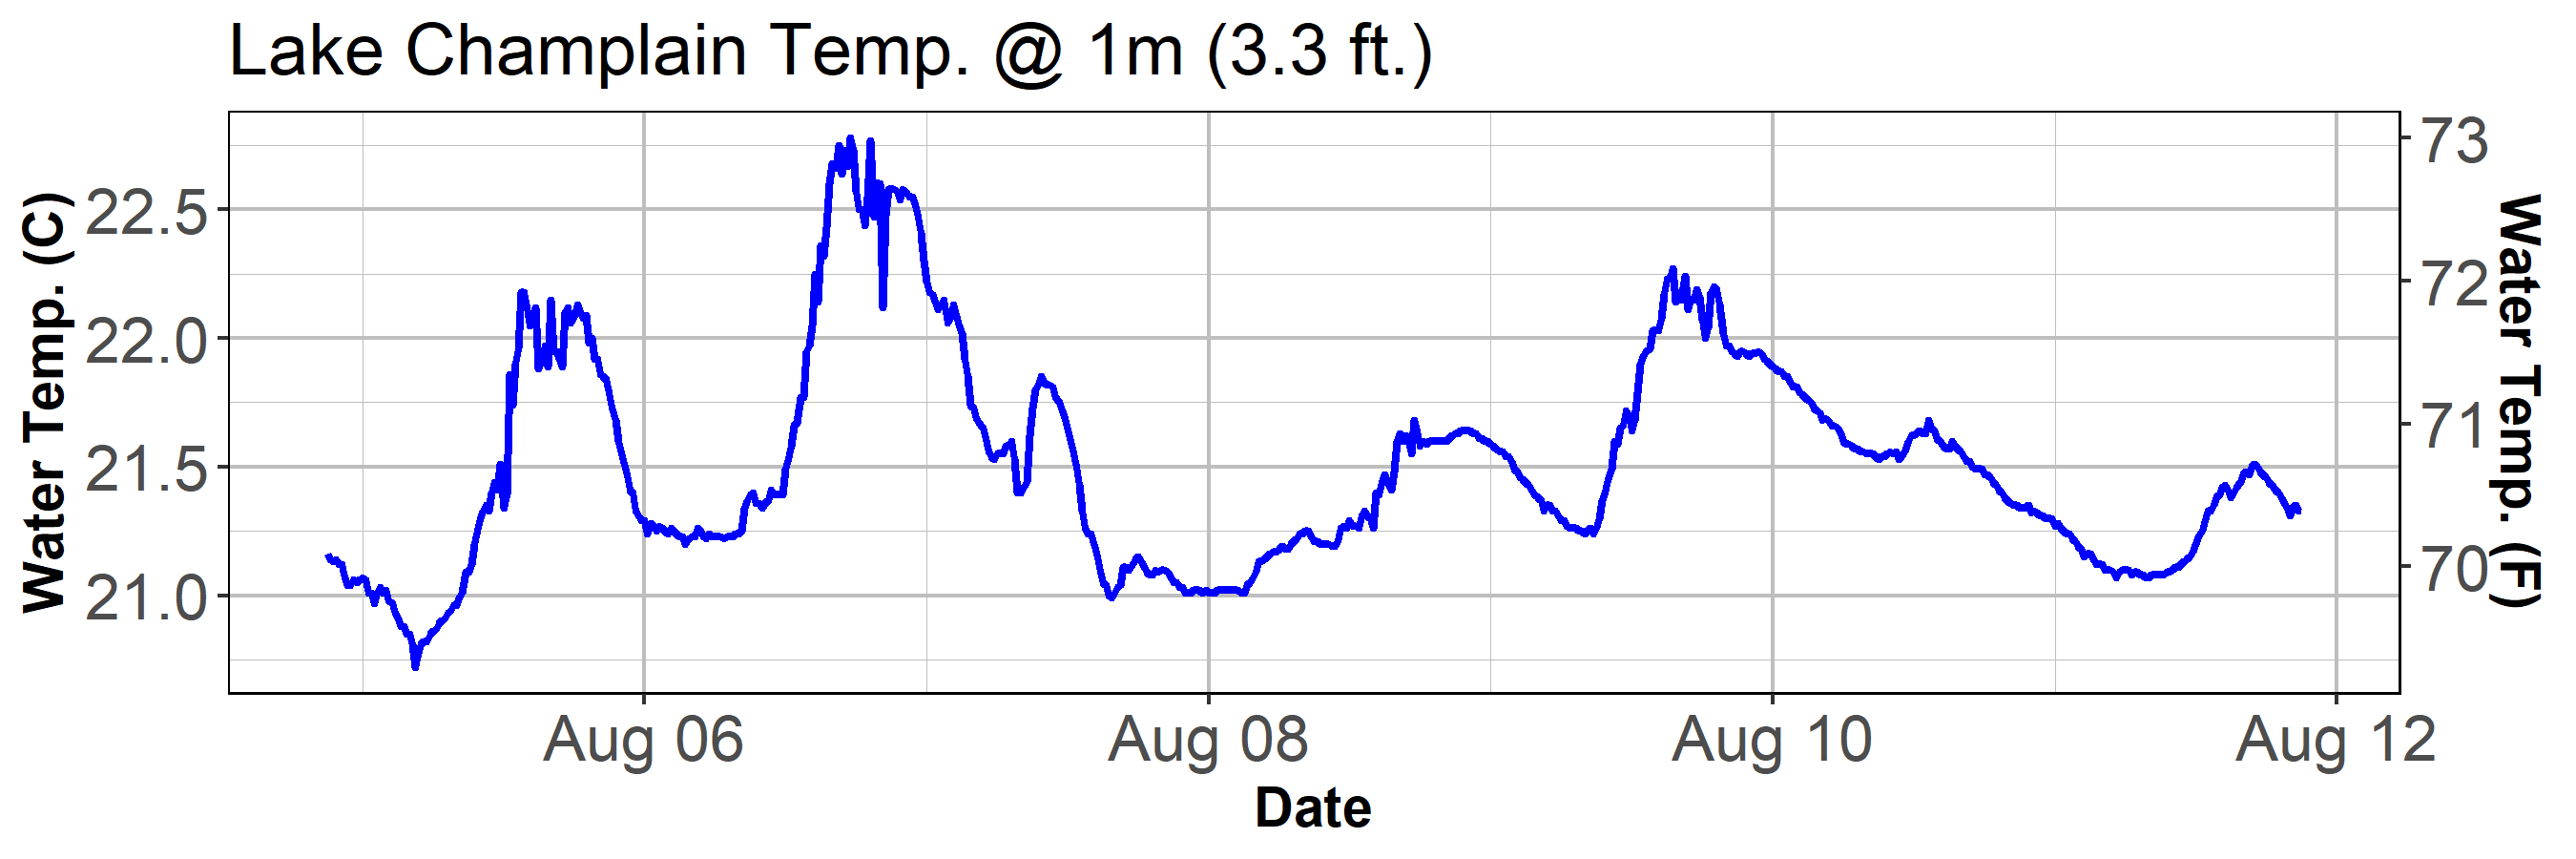 Lake Champlain Temp. @ 1m (3.3 ft.)
Water Temp. (C)
22.5
22.0
21.5
21.0
73
72
71
70
Water Temp. (F)
Aug 06
Aug 08
Aug 10
Aug 12
Date